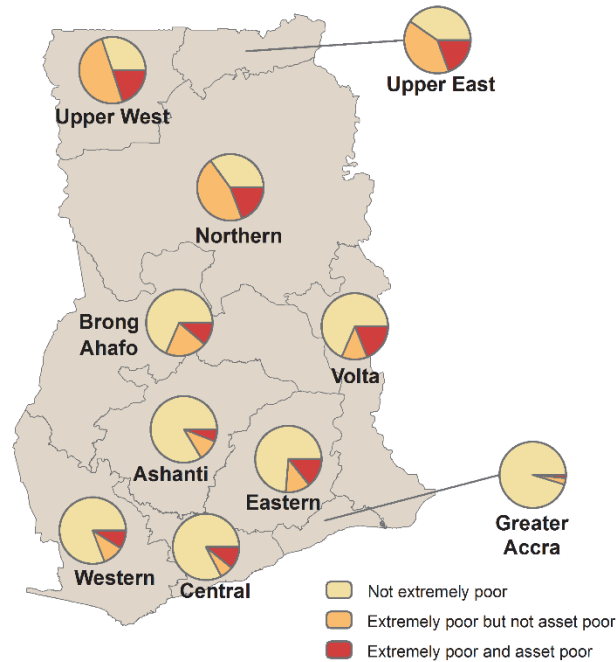 Upper East
Upper West
Northern
Brong
Ahafo
Volta
Ashanti
Eastern
Greater
Accra
Western
Central
Not extremely poor
Extremely poor but not asset poor
Extremely poor and asset poor